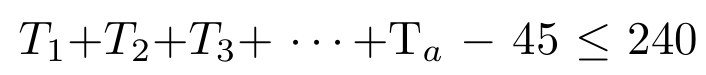 T₁+T₂+T₃+ ··· +Tₐ − 45 ≤ 240